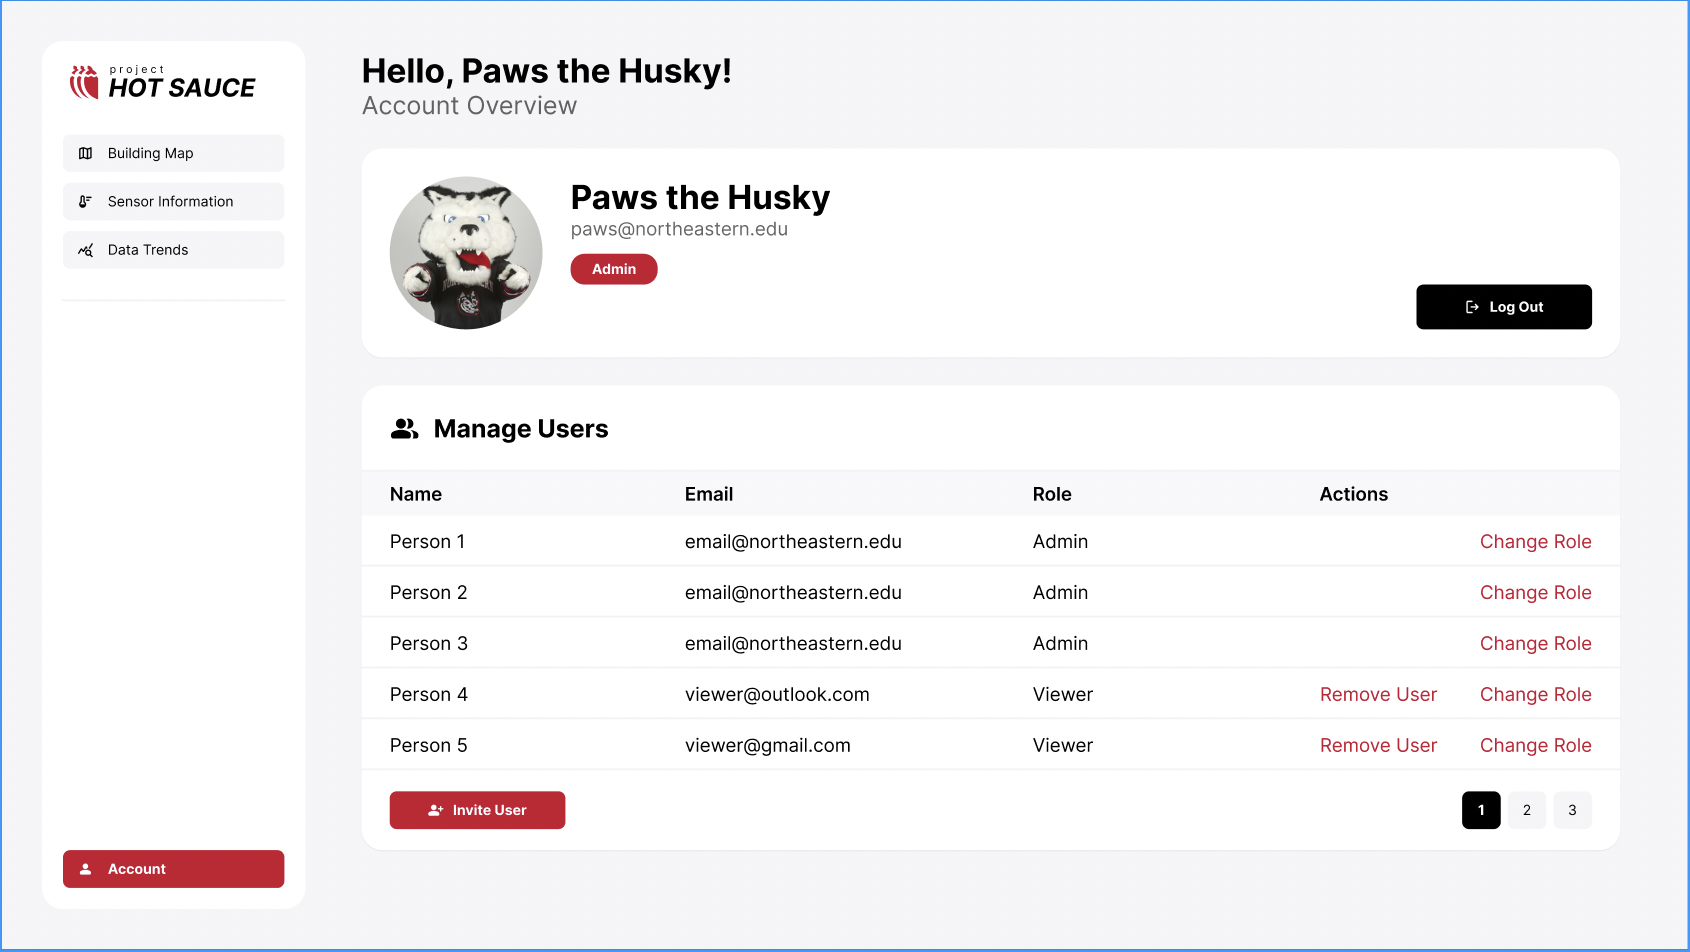 project
HOT SAUCE
Building Map
Sensor Information
Data Trends
Account
Hello, Paws the Husky!
Account Overview
Paws the Husky
paws@northeastern.edu
Admin
Log Out
Manage Users
Name Email Role Actions
Person 1 email@northeastern.edu Admin Change Role
Person 2 email@northeastern.edu Admin Change Role
Person 3 email@northeastern.edu Admin Change Role
Person 4 viewer@outlook.com Viewer Remove User Change Role
Person 5 viewer@gmail.com Viewer Remove User Change Role
Invite User 1 2 3